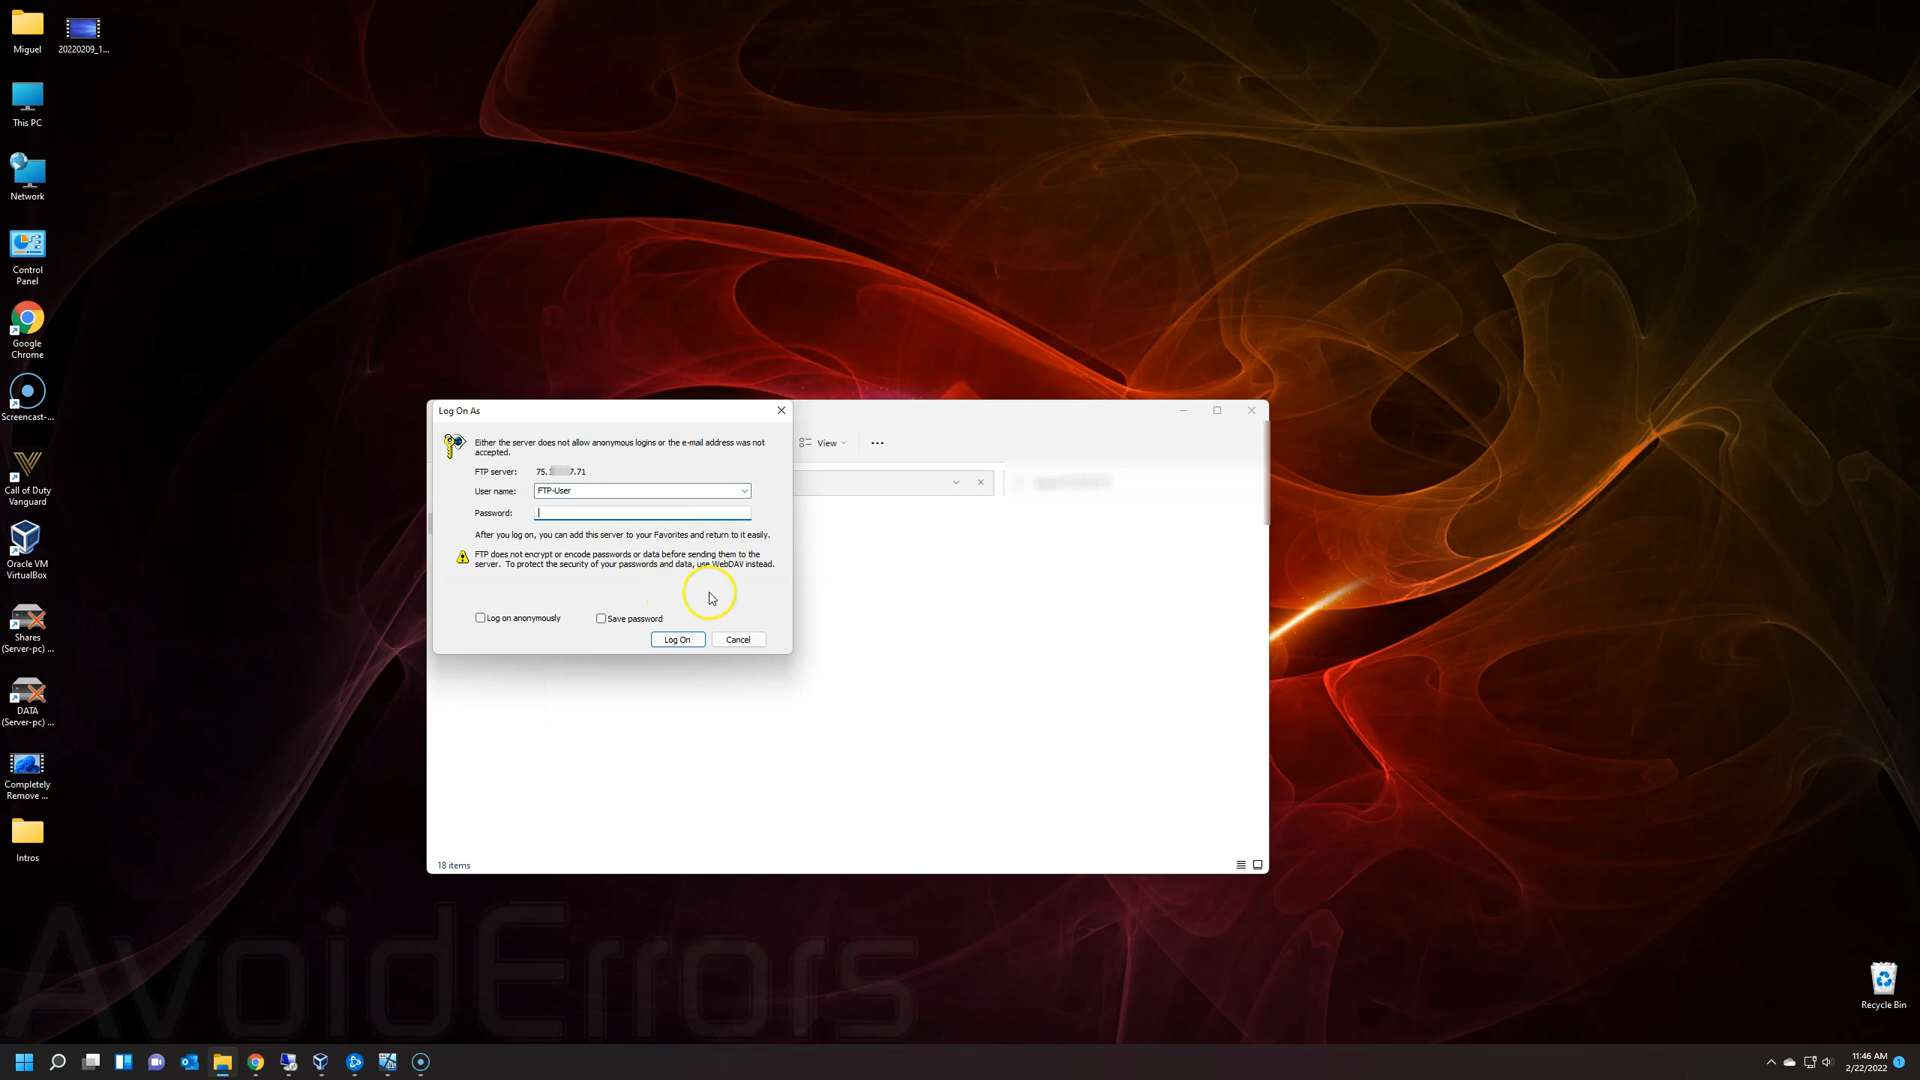 Miguel
20220209_1...
This PC
Network
Control
Panel
Google
Chrome
Screencast-...
Call of Duty
Vanguard
Oracle VM
VirtualBox
Shares
(Server-pc) ...
DATA
(Server-pc) ...
Completely
Remove ...
Intros
Log On As
Either the server does not allow anonymous logins or the e-mail address was not
accepted.
FTP server: 75. 7.71
User name: FTP-User
Password:
After you log on, you can add this server to your Favorites and return to it easily.
FTP does not encrypt or encode passwords or data before sending them to the
server. To protect the security of your passwords and data, use WebDAV instead.
Log on anonymously
Save password
Log On
Cancel
View
18 items
AvoidErrors
Recycle Bin
11:46 AM
2/22/2022
1